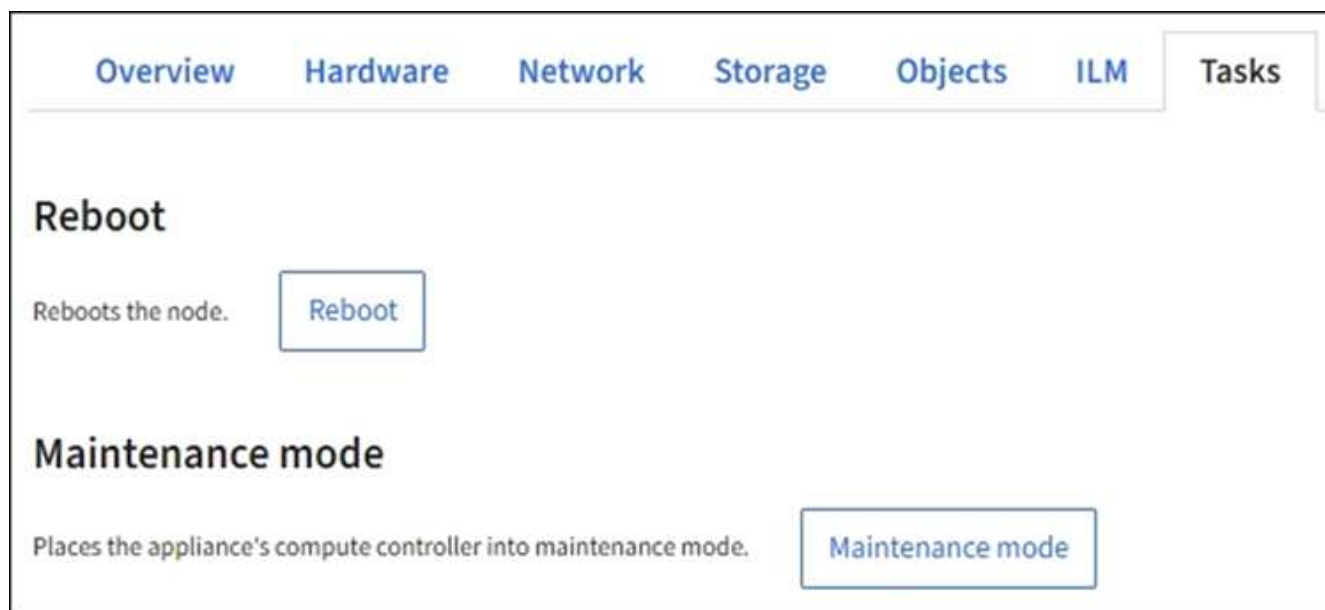 Overview Hardware Network Storage Objects ILM Tasks
Reboot
Reboots the node. Reboot
Maintenance mode
Places the appliance's compute controller into maintenance mode. Maintenance mode